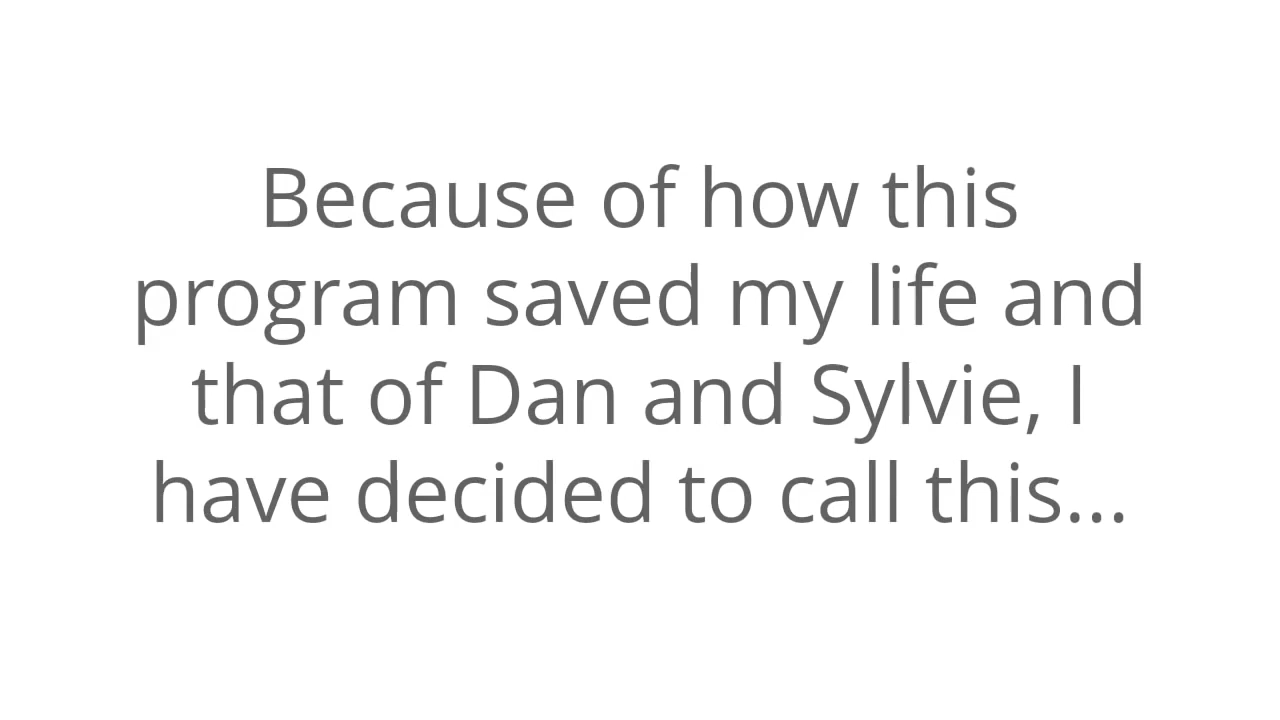 Because of how this
program saved my life and
that of Dan and Sylvie, I
have decided to call this...